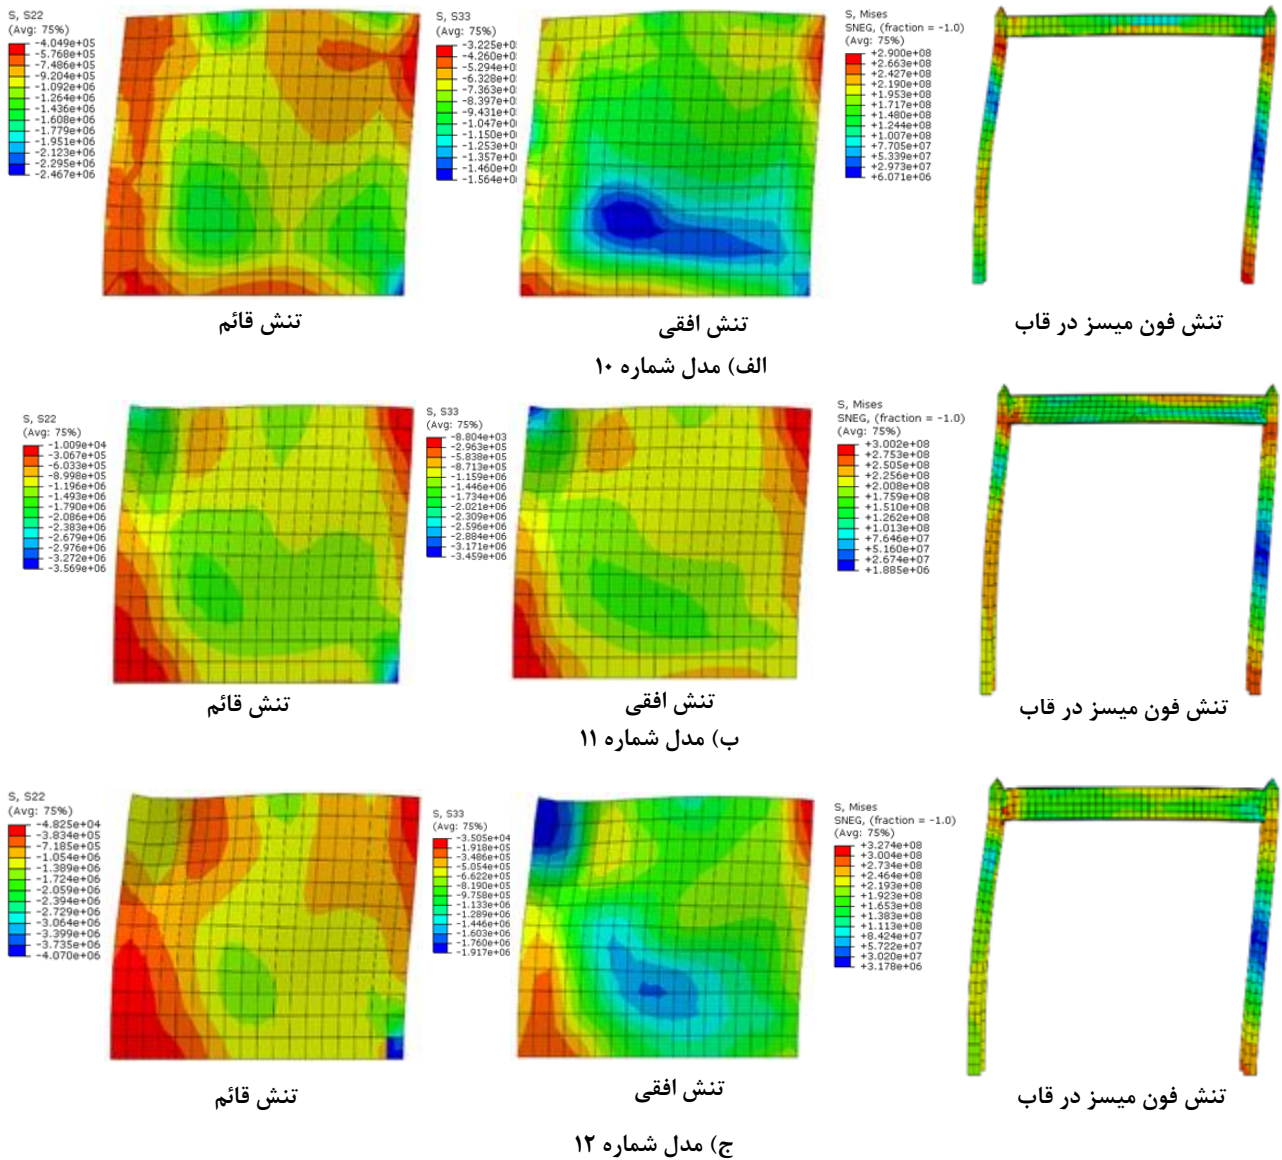 S, S22
(Avg: 75%)
-4.049e+05
-5.768e+05
-7.486e+05
-9.204e+05
-1.092e+06
-1.264e+06
-1.436e+06
-1.608e+06
-1.779e+06
-1.951e+06
-2.123e+06
-2.295e+06
-2.467e+06
S, S33
(Avg: 75%)
-3.225e+0
-4.260e+0
-5.294e+0
-6.328e+0
-7.363e+0
-8.397e+0
-9.431e+0
-1.047e+0
-1.150e+0
-1.253e+0
-1.357e+0
-1.460e+0
-1.564e+0
S, Mises
SNEG, (fraction = -1.0)
(Avg: 75%)
+2.900e+08
+2.663e+08
+2.427e+08
+2.190e+08
+1.953e+08
+1.717e+08
+1.480e+08
+1.244e+08
+1.007e+08
+7.705e+07
+5.339e+07
+2.973e+07
+6.071e+06
تنش قائم
تنش افقی
تنش فون میسز در قاب
الف) مدل شماره ۱۰
S, S22
(Avg: 75%)
-1.009e+04
-3.067e+05
-6.033e+05
-8.998e+05
-1.196e+06
-1.493e+06
-1.790e+06
-2.086e+06
-2.383e+06
-2.679e+06
-2.976e+06
-3.272e+06
-3.569e+06
S, S33
(Avg: 75%)
-8.804e+03
-2.963e+05
-5.838e+05
-8.713e+05
-1.159e+06
-1.446e+06
-1.734e+06
-2.021e+06
-2.309e+06
-2.596e+06
-2.884e+06
-3.171e+06
-3.459e+06
S, Mises
SNEG, (fraction = -1.0)
(Avg: 75%)
+3.002e+08
+2.753e+08
+2.505e+08
+2.256e+08
+2.008e+08
+1.759e+08
+1.510e+08
+1.262e+08
+1.013e+08
+7.646e+07
+5.160e+07
+2.674e+07
+1.885e+06
تنش قائم
تنش افقی
تنش فون میسز در قاب
ب) مدل شماره ۱۱
S, S22
(Avg: 75%)
-4.825e+04
-3.834e+05
-7.185e+05
-1.054e+06
-1.389e+06
-1.724e+06
-2.059e+06
-2.394e+06
-2.729e+06
-3.064e+06
-3.399e+06
-3.735e+06
-4.070e+06
S, S33
(Avg: 75%)
-3.505e+04
-1.918e+05
-3.486e+05
-5.054e+05
-6.622e+05
-8.190e+05
-9.758e+05
-1.133e+06
-1.289e+06
-1.446e+06
-1.603e+06
-1.760e+06
-1.917e+06
S, Mises
SNEG, (fraction = -1.0)
(Avg: 75%)
+3.274e+08
+3.004e+08
+2.734e+08
+2.464e+08
+2.193e+08
+1.923e+08
+1.653e+08
+1.383e+08
+1.113e+08
+8.424e+07
+5.722e+07
+3.020e+07
+3.178e+06
تنش قائم
تنش افقی
تنش فون میسز در قاب
ج) مدل شماره ۱۲